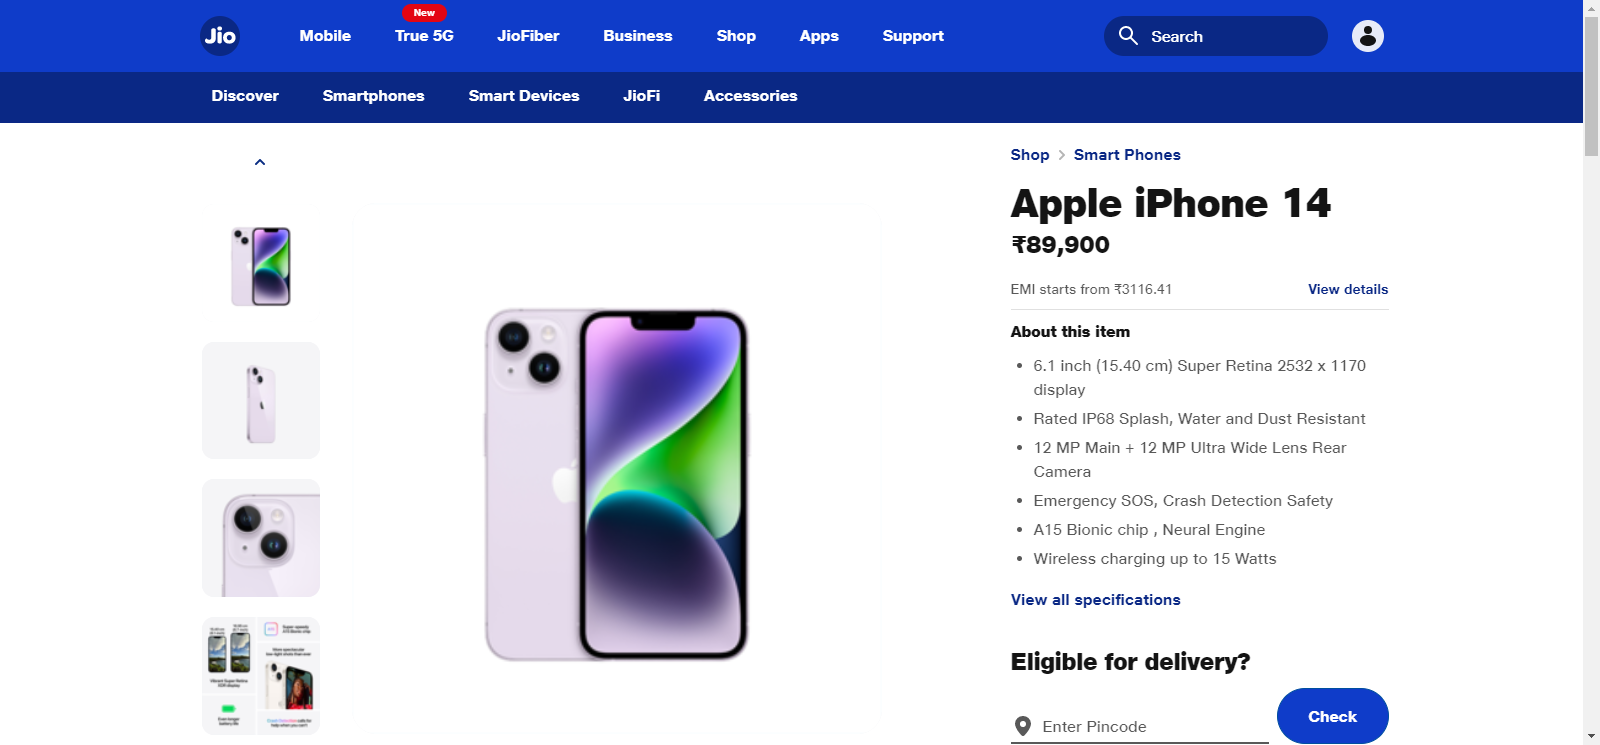 New
Jio
Mobile
True 5G
JioFiber
Business
Shop
Apps
Support
Search
Discover
Smartphones
Smart Devices
JioFi
Accessories
Shop > Smart Phones
Apple iPhone 14
₹89,900
EMI starts from ₹3116.41
View details
About this item
• 6.1 inch (15.40 cm) Super Retina 2532 x 1170
display
• Rated IP68 Splash, Water and Dust Resistant
• 12 MP Main + 12 MP Ultra Wide Lens Rear
Camera
• Emergency SOS, Crash Detection Safety
• A15 Bionic chip , Neural Engine
• Wireless charging up to 15 Watts
View all specifications
Eligible for delivery?
Enter Pincode
Check